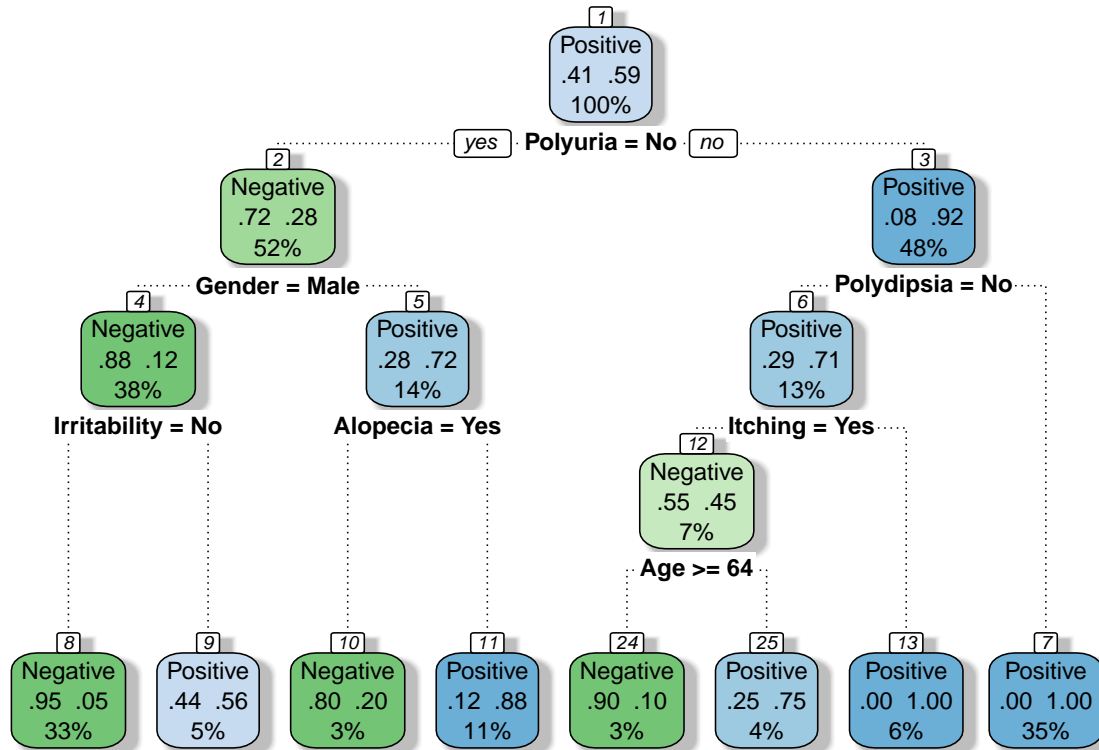 1
Positive
.41 .59
100%
yes Polyuria = No no
2
Negative
.72 .28
52%
3
Positive
.08 .92
48%
Gender = Male
Polydipsia = No
4
Negative
.88 .12
38%
5
Positive
.28 .72
14%
6
Positive
.29 .71
13%
Irritability = No
Alopecia = Yes
Itching = Yes
12
Negative
.55 .45
7%
Age >= 64
8
Negative
.95 .05
33%
9
Positive
.44 .56
5%
10
Negative
.80 .20
3%
11
Positive
.12 .88
11%
24
Negative
.90 .10
3%
25
Positive
.25 .75
4%
13
Positive
.00 1.00
6%
7
Positive
.00 1.00
35%